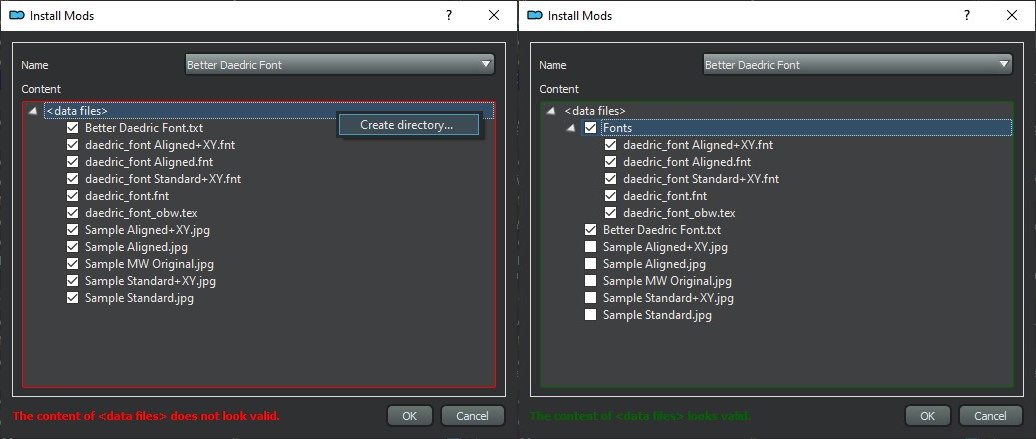 Install Mods
?
Name
Better Daedric Font
Content
<data files>
Create directory...
Better Daedric Font.txt
daedric_font Aligned+XY.fnt
daedric_font Aligned.fnt
daedric_font Standard+XY.fnt
daedric_font.fnt
daedric_font_obw.tex
Sample Aligned+XY.jpg
Sample Aligned.jpg
Sample MW Original.jpg
Sample Standard+XY.jpg
Sample Standard.jpg
The content of <data files> does not look valid.
OK
Cancel
Install Mods
?
Name
Better Daedric Font
Content
<data files>
Fonts
daedric_font Aligned+XY.fnt
daedric_font Aligned.fnt
daedric_font Standard+XY.fnt
daedric_font.fnt
daedric_font_obw.tex
Better Daedric Font.txt
Sample Aligned+XY.jpg
Sample Aligned.jpg
Sample MW Original.jpg
Sample Standard+XY.jpg
Sample Standard.jpg
The content of <data files> looks valid.
OK
Cancel